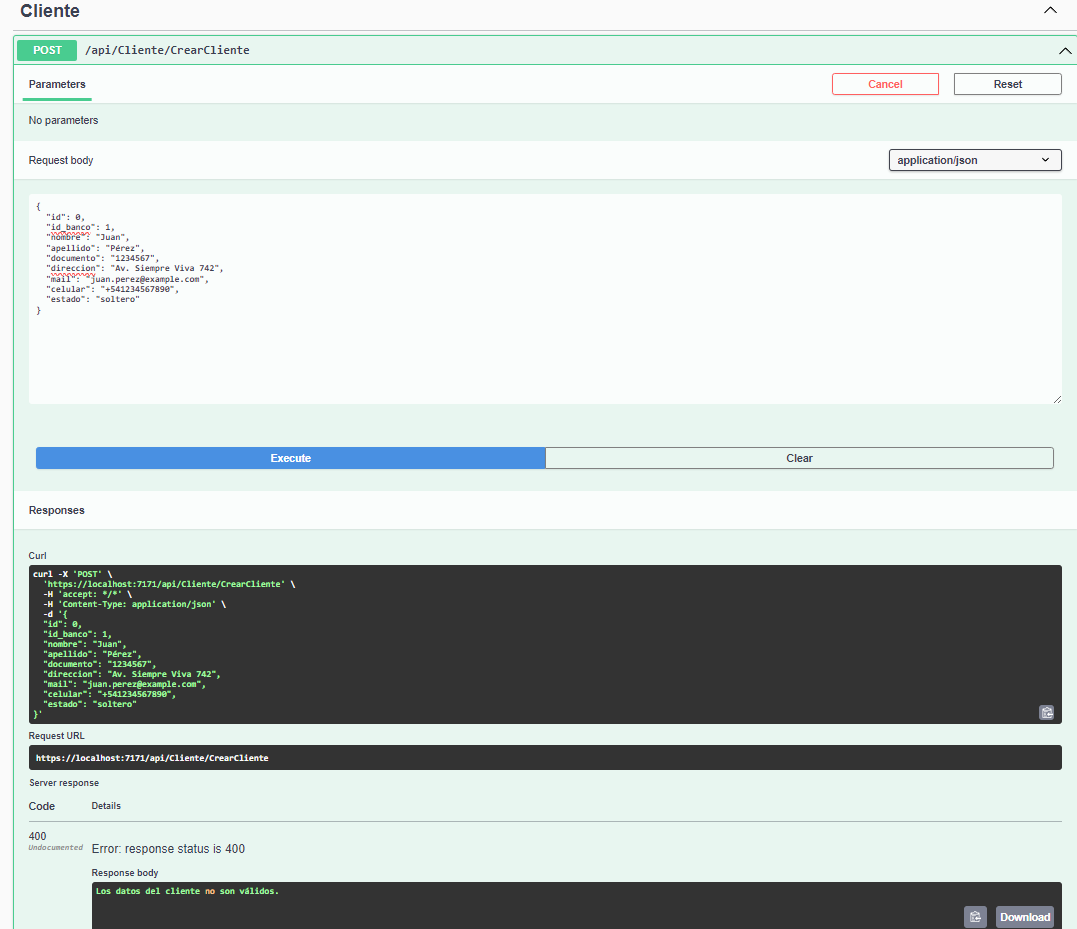 Cliente
POST /api/Cliente/CrearCliente
Parameters
Cancel
Reset
No parameters
Request body
application/json
{
"id": 0,
"id_banco": 1,
"nombre": "Juan",
"apellido": "Pérez",
"documento": "1234567",
"direccion": "Av. Siempre Viva 742",
"mail": "juan.perez@example.com",
"celular": "+541234567890",
"estado": "soltero"
}
Execute
Clear
Responses
Curl
curl -X 'POST' \
'https://localhost:7171/api/Cliente/CrearCliente' \
-H 'accept: */*' \
-H 'Content-Type: application/json' \
-d '{
"id": 0,
"id_banco": 1,
"nombre": "Juan",
"apellido": "Pérez",
"documento": "1234567",
"direccion": "Av. Siempre Viva 742",
"mail": "juan.perez@example.com",
"celular": "+541234567890",
"estado": "soltero"
}'
Request URL
https://localhost:7171/api/Cliente/CrearCliente
Server response
Code Details
400
Undocumented
Error: response status is 400
Response body
Los datos del cliente no son válidos.
Download